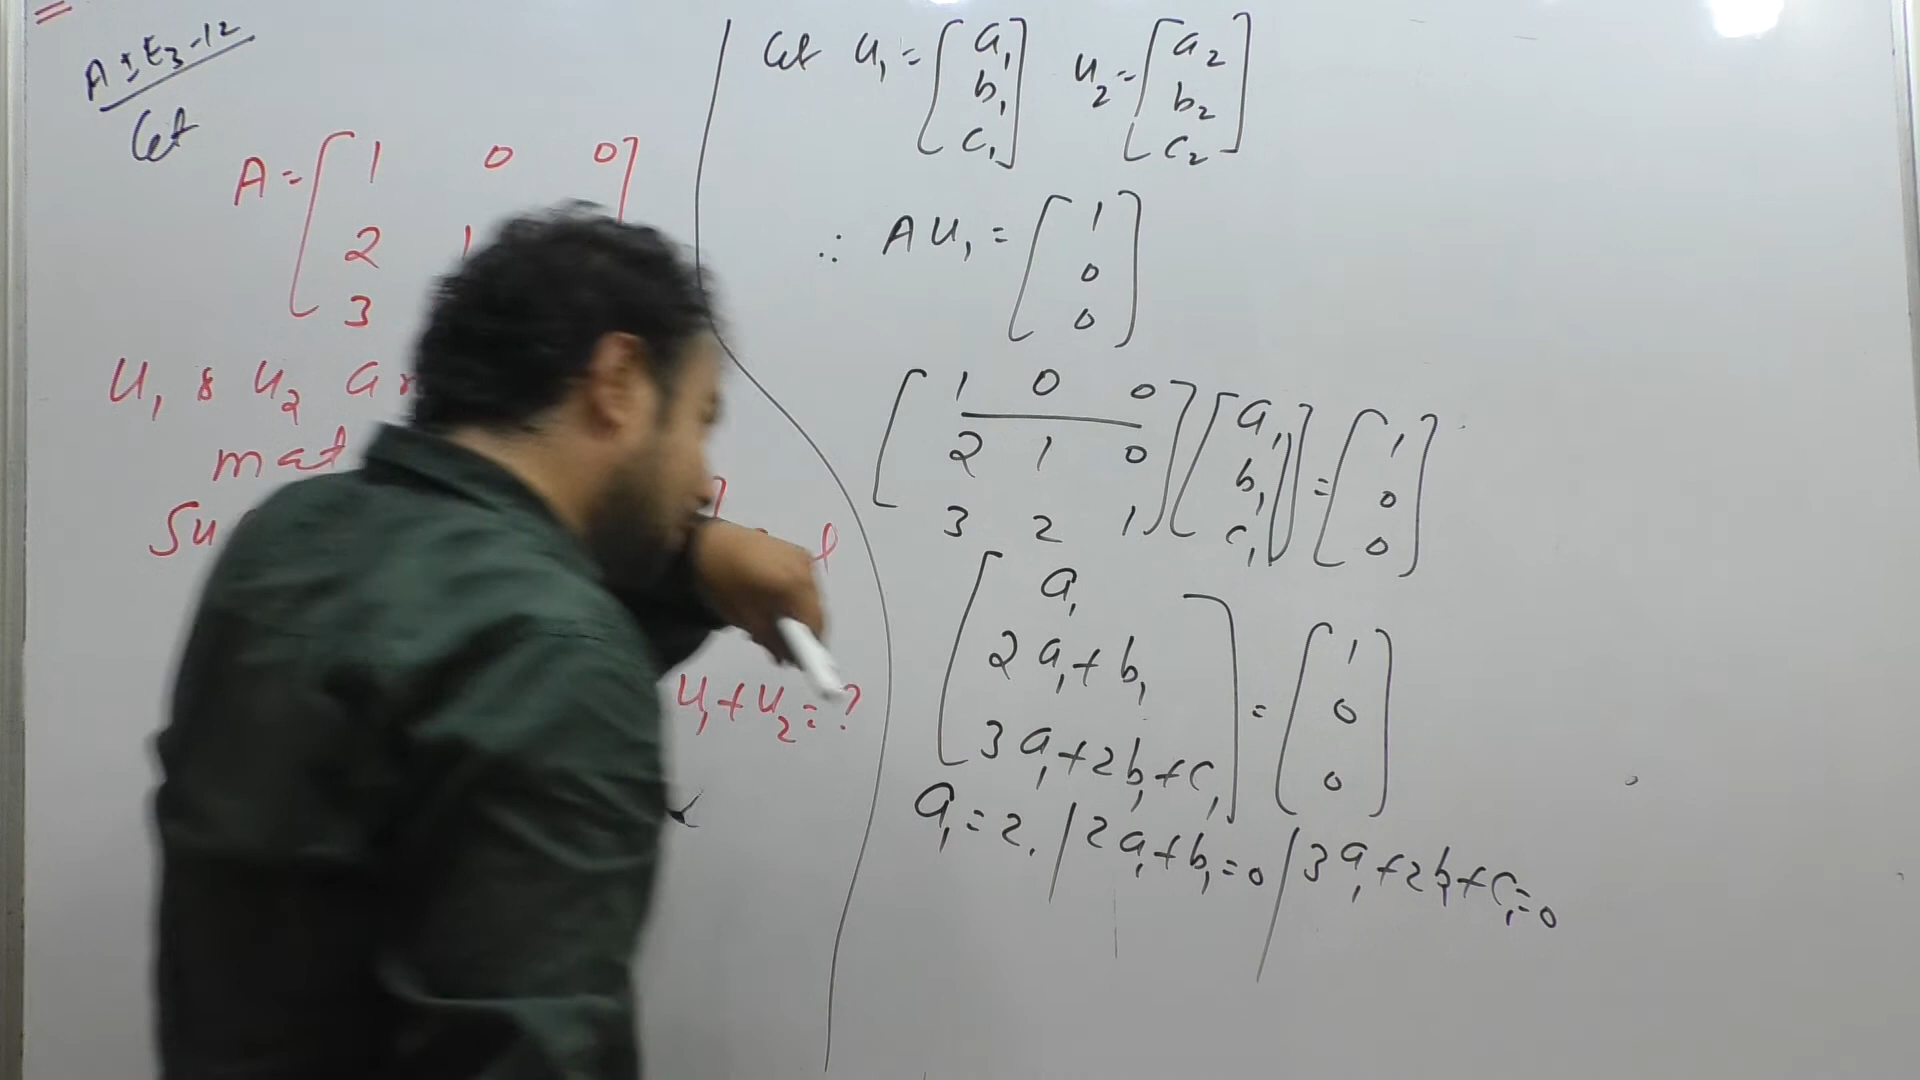 AIEEE-12
Let
A = [ 1 0 0
2 1
3
U₁ & U₂ ar
mat
Su
U₁ + U₂ = ?
Let U₁ = [ a₁ b₁ c₁ ] U₂ = [ a₂ b₂ c₂ ]
∴ A U₁ = [ 1 0 0 ]
[ 1 0 0
2 1 0
3 2 1 ] [ a₁ b₁ c₁ ] = [ 1 0 0 ]
[ a₁
2a₁ + b₁
3a₁ + 2b₁ + c₁ ] = [ 1 0 0 ]
a₁ = 2. | 2a₁ + b₁ = 0 | 3a₁ + 2b₁ + c₁ = 0